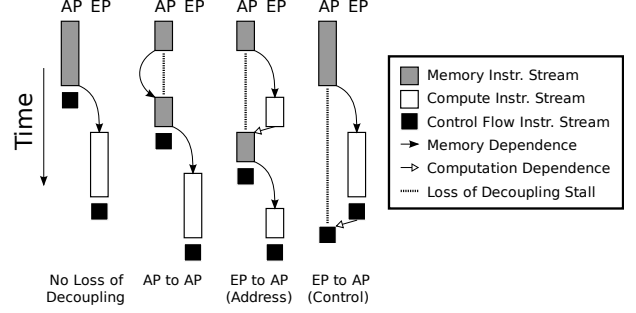 AP EP AP EP AP EP AP EP
Time
Memory Instr. Stream
Compute Instr. Stream
Control Flow Instr. Stream
Memory Dependence
Computation Dependence
Loss of Decoupling Stall
No Loss of
Decoupling
AP to AP
EP to AP
(Address)
EP to AP
(Control)